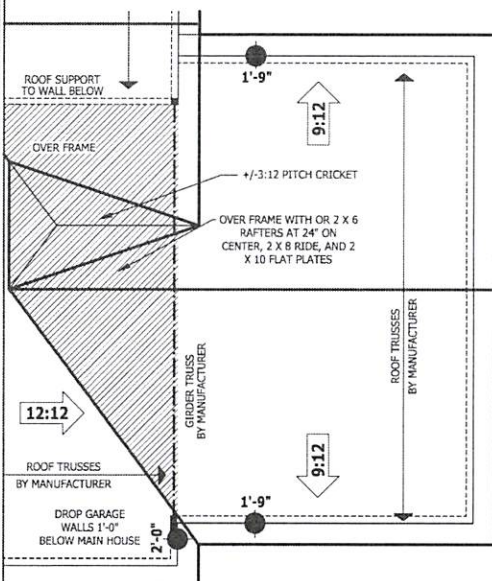 ROOF SUPPORT
TO WALL BELOW
1'-9"
9:12
OVER FRAME
+/-3:12 PITCH CRICKET
OVER FRAME WITH OR 2 X 6
RAFTERS AT 24" ON
CENTER, 2 X 8 RIDE, AND 2
X 10 FLAT PLATES
GIRDER TRUSS
BY MANUFACTURER
ROOF TRUSSES
BY MANUFACTURER
12:12
9:12
ROOF TRUSSES
BY MANUFACTURER
1'-9"
DROP GARAGE
WALLS 1'-0"
BELOW MAIN HOUSE
2'-0"